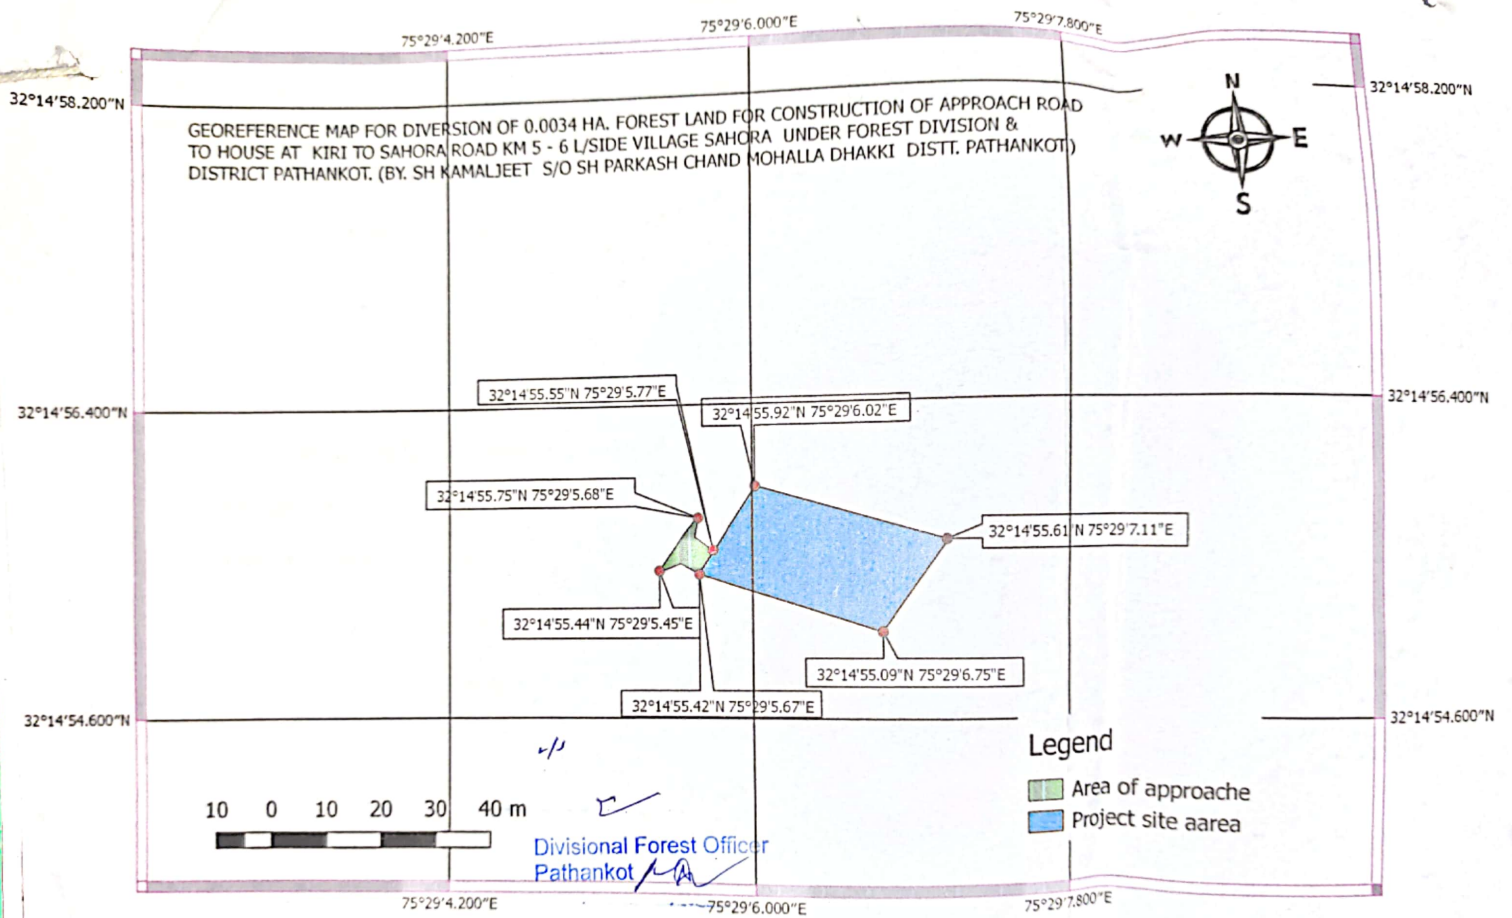 75°29'4.200"E
75°29'6.000"E
75°29'7.800"E
32°14'58.200"N
32°14'58.200"N
N
W E
S
GEOREFERENCE MAP FOR DIVERSION OF 0.0034 HA. FOREST LAND FOR CONSTRUCTION OF APPROACH ROAD
TO HOUSE AT KIRI TO SAHORA ROAD KM 5 - 6 L/SIDE VILLAGE SAHORA UNDER FOREST DIVISION &
DISTRICT PATHANKOT. (BY. SH KAMALJEET S/O SH PARKASH CHAND MOHALLA DHAKKI DISTT. PATHANKOT.)
32°14'56.400"N
32°14'56.400"N
32°14'55.55"N 75°29'5.77"E
32°14'55.92"N 75°29'6.02"E
32°14'55.75"N 75°29'5.68"E
32°14'55.61"N 75°29'7.11"E
32°14'55.44"N 75°29'5.45"E
32°14'55.09"N 75°29'6.75"E
32°14'55.42"N 75°29'5.67"E
32°14'54.600"N
32°14'54.600"N
Legend
Area of approache
Project site aarea
10 0 10 20 30 40 m
Divisional Forest Officer
Pathankot
75°29'4.200"E
75°29'6.000"E
75°29'7.800"E